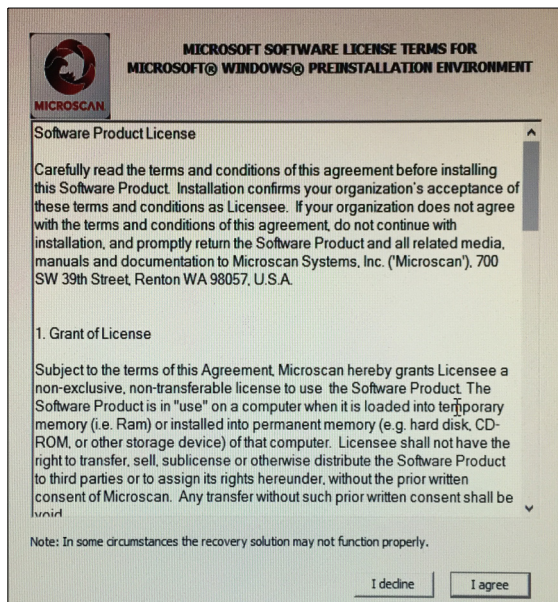 MICROSCAN.
MICROSOFT SOFTWARE LICENSE TERMS FOR
MICROSOFT® WINDOWS® PREINSTALLATION ENVIRONMENT
Software Product License
Carefully read the terms and conditions of this agreement before installing
this Software Product. Installation confirms your organization's acceptance of
these terms and conditions as Licensee. If your organization does not agree
with the terms and conditions of this agreement, do not continue with
installation, and promptly return the Software Product and all related media,
manuals and documentation to Microscan Systems, Inc. ('Microscan'), 700
SW 39th Street, Renton WA 98057, U.S.A.
1. Grant of License
Subject to the terms of this Agreement, Microscan hereby grants Licensee a
non-exclusive, non-transferable license to use the Software Product. The
Software Product is in "use" on a computer when it is loaded into temporary
memory (i.e. Ram) or installed into permanent memory (e.g. hard disk, CD-
ROM, or other storage device) of that computer. Licensee shall not have the
right to transfer, sell, sublicense or otherwise distribute the Software Product
to third parties or to assign its rights hereunder, without the prior written
consent of Microscan. Any transfer without such prior written consent shall be
void
Note: In some circumstances the recovery solution may not function properly.
I decline
I agree